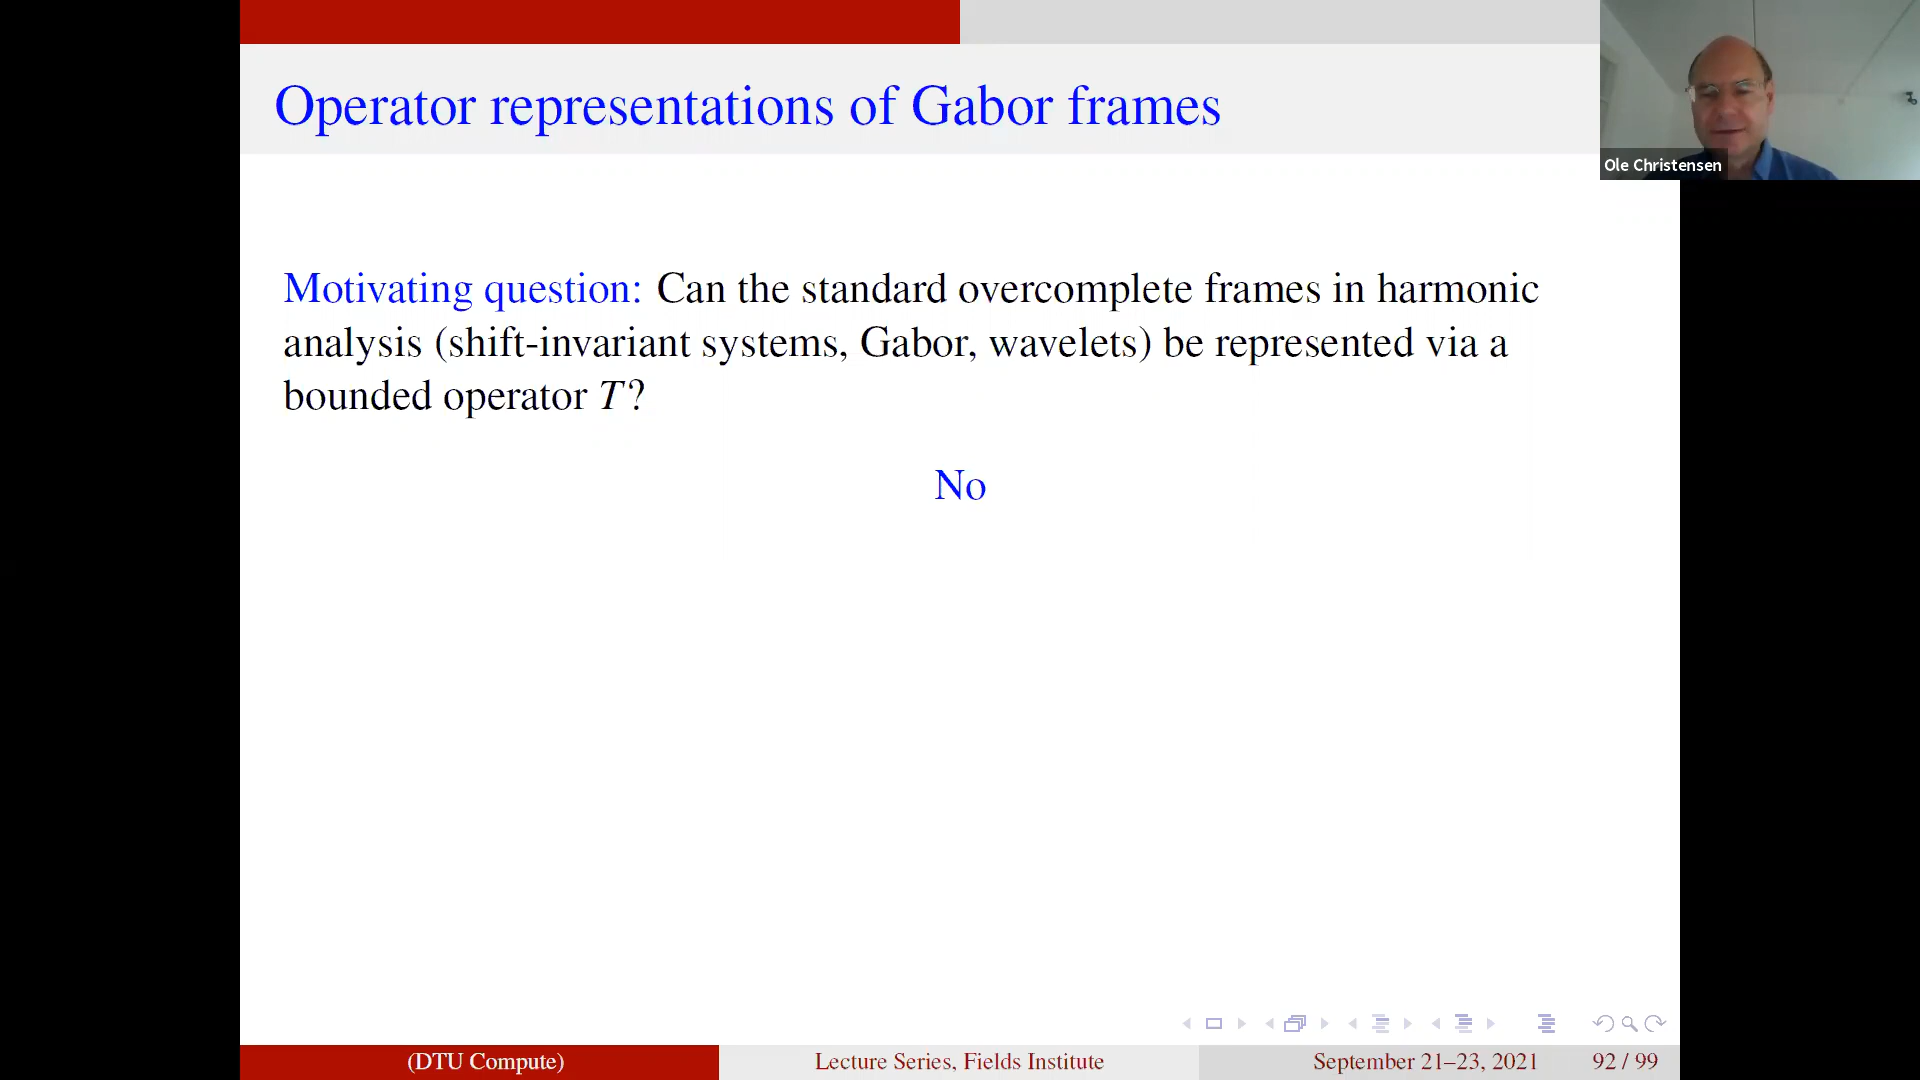 Operator representations of Gabor frames
Ole Christensen
Motivating question: Can the standard overcomplete frames in harmonic
analysis (shift-invariant systems, Gabor, wavelets) be represented via a
bounded operator T?
No
(DTU Compute)
Lecture Series, Fields Institute
September 21–23, 2021
92 / 99